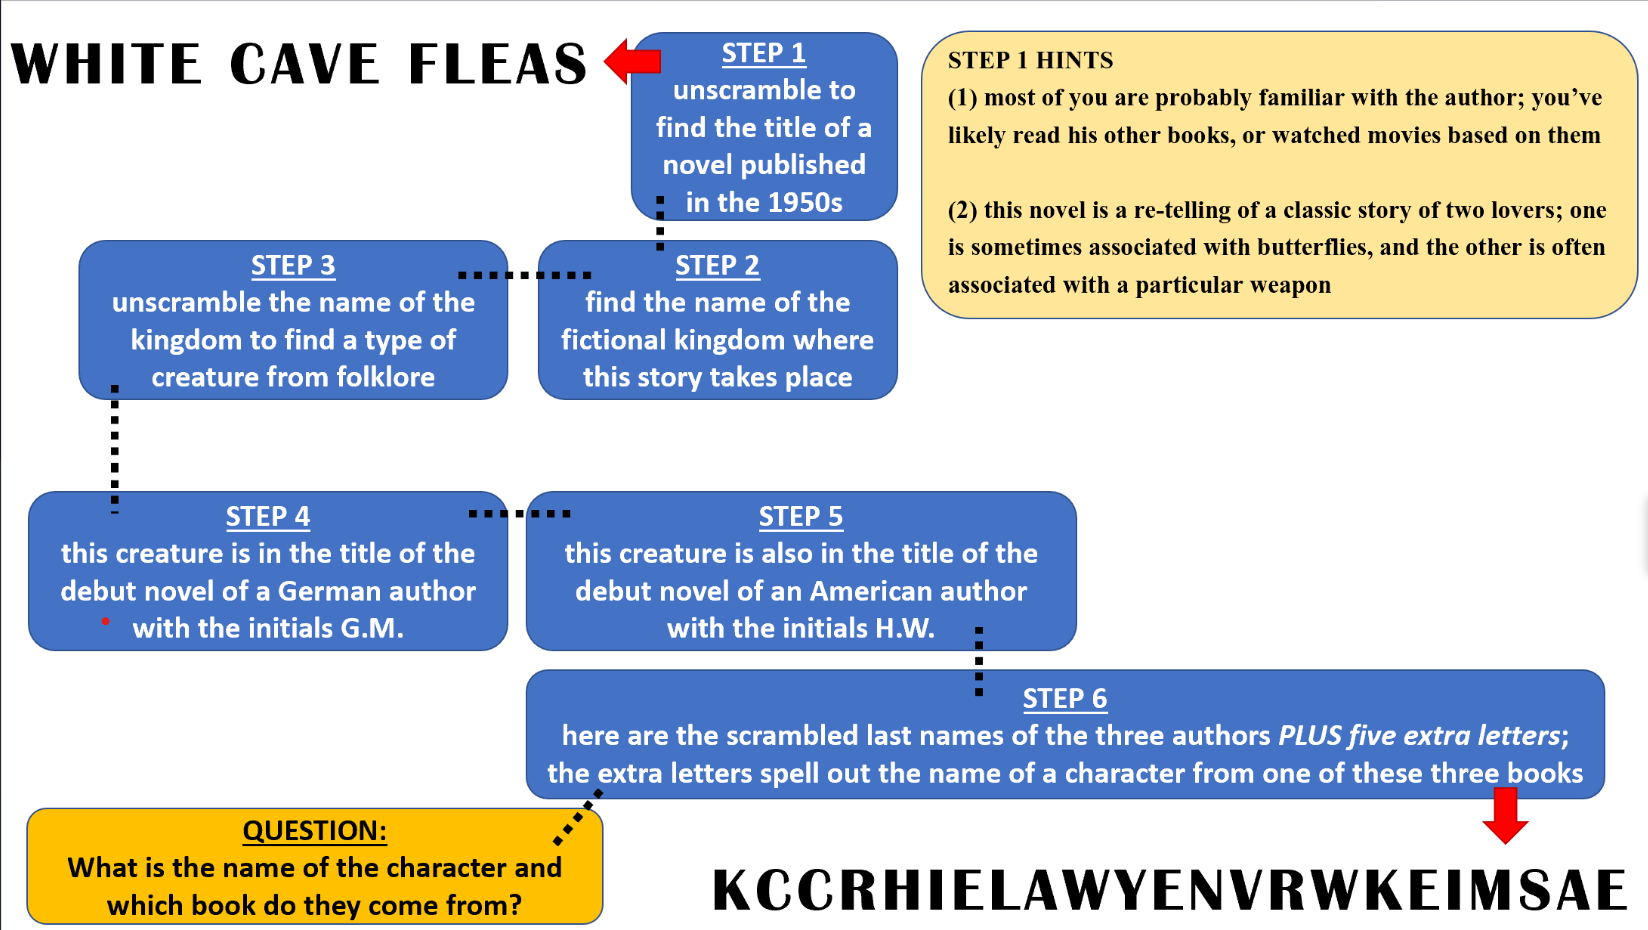 WHITE CAVE FLEAS
STEP 1
unscramble to
find the title of a
novel published
in the 1950s
STEP 1 HINTS
(1) most of you are probably familiar with the author; you’ve
likely read his other books, or watched movies based on them
(2) this novel is a re-telling of a classic story of two lovers; one
is sometimes associated with butterflies, and the other is often
associated with a particular weapon
STEP 2
find the name of the
fictional kingdom where
this story takes place
STEP 3
unscramble the name of the
kingdom to find a type of
creature from folklore
STEP 4
this creature is in the title of the
debut novel of a German author
with the initials G.M.
STEP 5
this creature is also in the title of the
debut novel of an American author
with the initials H.W.
STEP 6
here are the scrambled last names of the three authors PLUS five extra letters;
the extra letters spell out the name of a character from one of these three books
QUESTION:
What is the name of the character and
which book do they come from?
KCCRHIELAWYENVRWKEIMSAE